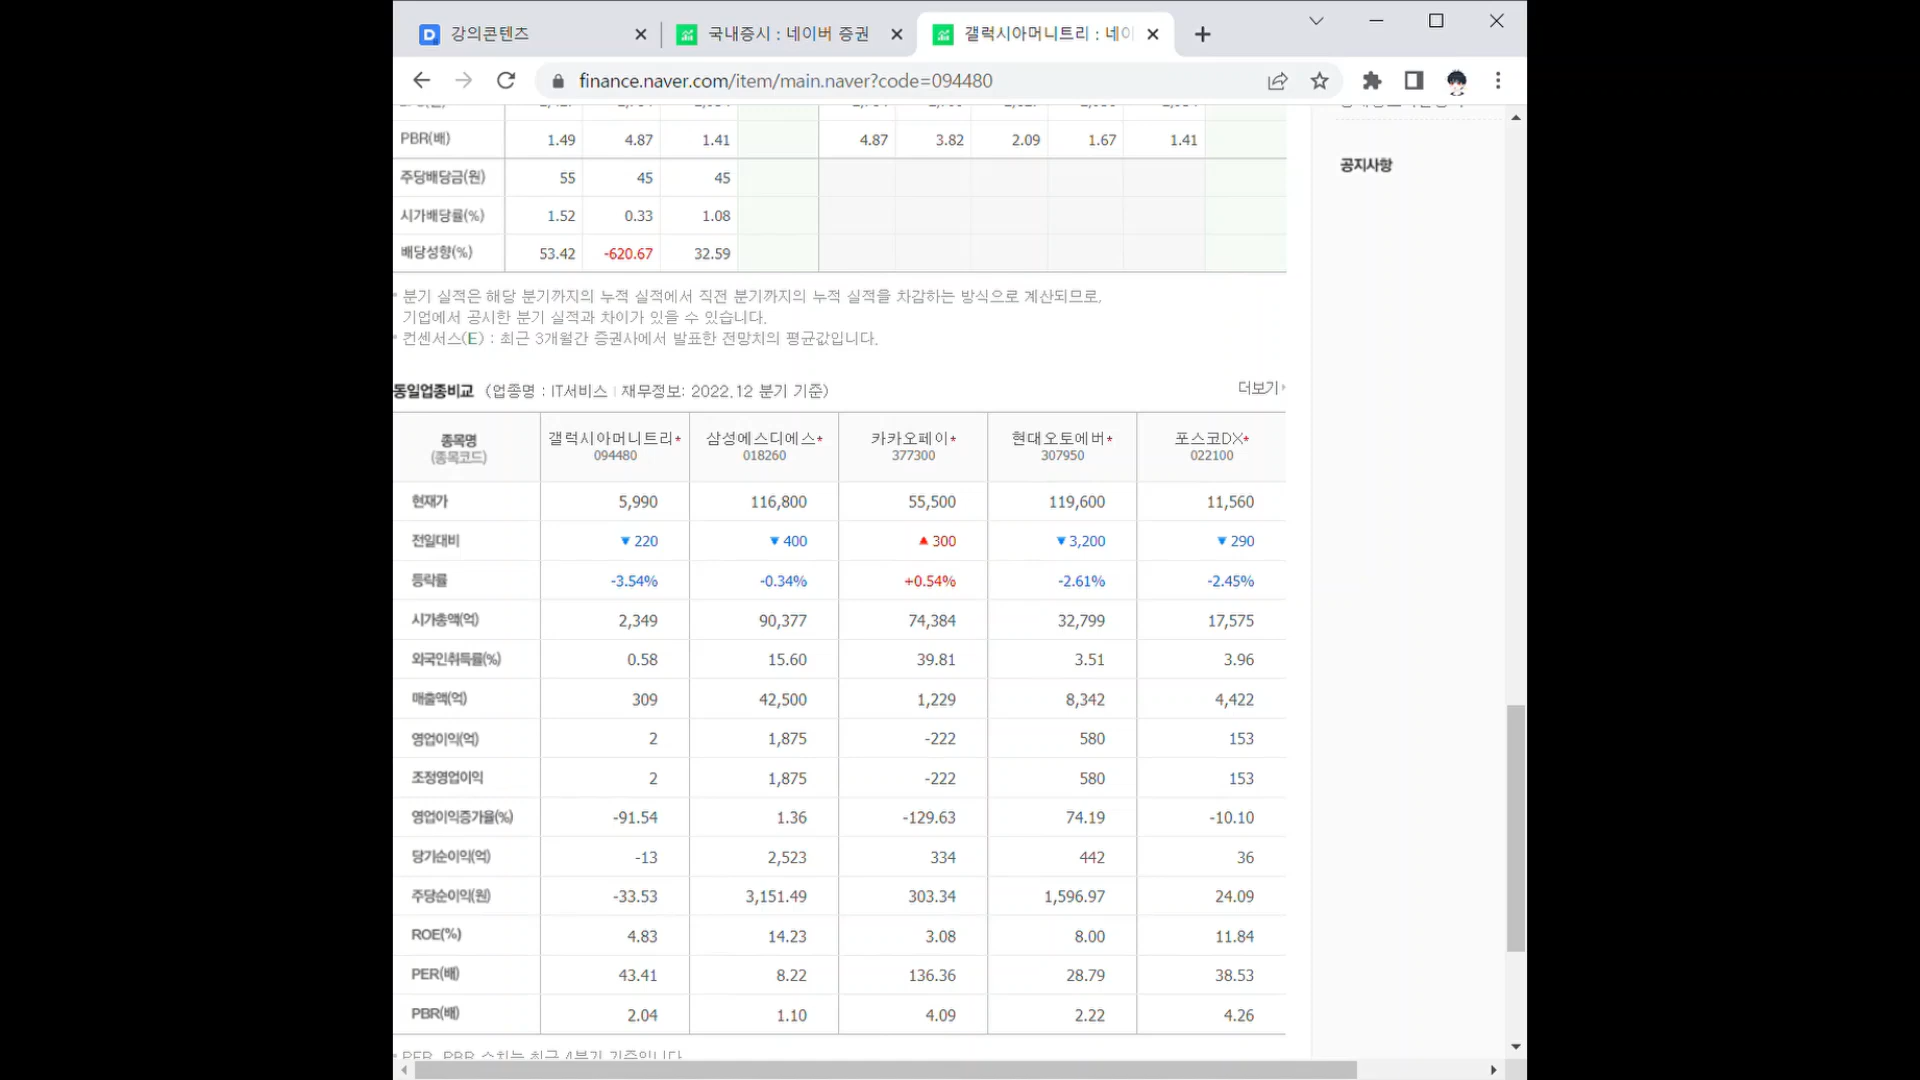 강의콘텐츠
국내증시 : 네이버 증권
갤럭시아머니트리 : 네이
finance.naver.com/item/main.naver?code=094480
PBR(배) 1.49 4.87 1.41 4.87 3.82 2.09 1.67 1.41
주당배당금(원) 55 45 45
시가배당률(%) 1.52 0.33 1.08
배당성향(%) 53.42 -620.67 32.59
공지사항
* 분기 실적은 해당 분기까지의 누적 실적에서 직전 분기까지의 누적 실적을 차감하는 방식으로 계산되므로,
기업에서 공시한 분기 실적과 차이가 있을 수 있습니다.
* 컨센서스(E) : 최근 3개월간 증권사에서 발표한 전망치의 평균값입니다.
동일업종비교 (업종명 : IT서비스 | 재무정보: 2022.12 분기 기준) 더보기
종목명 갤럭시아머니트리* 삼성에스디에스* 카카오페이* 현대오토에버* 포스코DX*
(종목코드) 094480 018260 377300 307950 022100
현재가 5,990 116,800 55,500 119,600 11,560
전일대비 ▼220 ▼400 ▲300 ▼3,200 ▼290
등락률 -3.54% -0.34% +0.54% -2.61% -2.45%
시가총액(억) 2,349 90,377 74,384 32,799 17,575
외국인취득률(%) 0.58 15.60 39.81 3.51 3.96
매출액(억) 309 42,500 1,229 8,342 4,422
영업이익(억) 2 1,875 -222 580 153
조정영업이익 2 1,875 -222 580 153
영업이익증가율(%) -91.54 1.36 -129.63 74.19 -10.10
당기순이익(억) -13 2,523 334 442 36
주당순이익(원) -33.53 3,151.49 303.34 1,596.97 24.09
ROE(%) 4.83 14.23 3.08 8.00 11.84
PER(배) 43.41 8.22 136.36 28.79 38.53
PBR(배) 2.04 1.10 4.09 2.22 4.26
* PER, PBR 수치는 최근 4분기 기준입니다